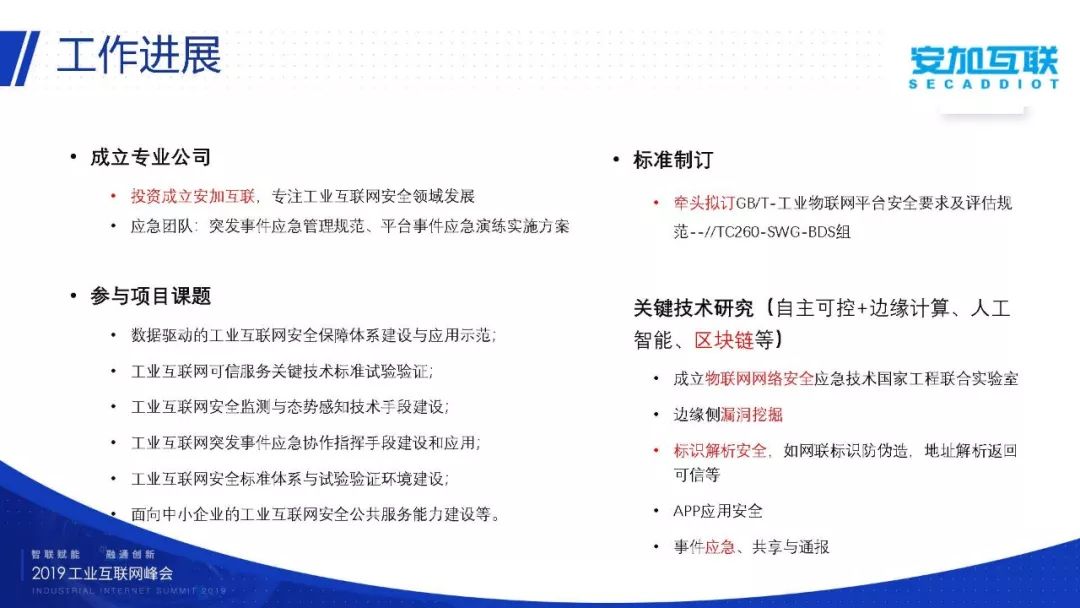 工作进展
安加互联
SECADDIOT
• 成立专业公司
• 投资成立安加互联，专注工业互联网安全领域发展
• 应急团队：突发事件应急管理规范、平台事件应急演练实施方案
• 参与项目课题
• 数据驱动的工业互联网安全保障体系建设与应用示范；
• 工业互联网可信服务关键技术标准试验验证；
• 工业互联网安全监测与态势感知技术手段建设；
• 工业互联网突发事件应急协作指挥手段建设和应用；
• 工业互联网安全标准体系与试验验证环境建设；
• 面向中小企业的工业互联网安全公共服务能力建设等。
• 标准制订
• 牵头拟订GB/T-工业物联网平台安全要求及评估规
范--//TC260-SWG-BDS组
关键技术研究（自主可控+边缘计算、人工
智能、区块链等）
• 成立物联网网络安全应急技术国家工程联合实验室
• 边缘侧漏洞挖掘
• 标识解析安全，如网联标识防伪造，地址解析返回
可信等
• APP应用安全
• 事件应急、共享与通报
智联赋能 融通创新
2019工业互联网峰会
INDUSTRIAL INTERNET SUMMIT 2019